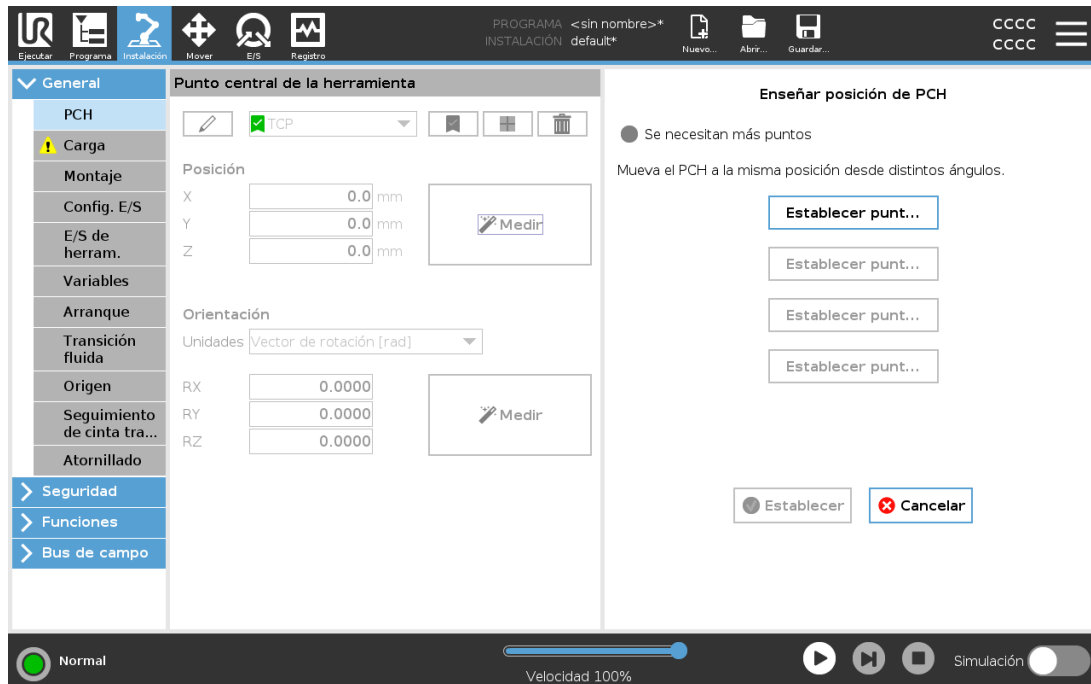 PROGRAMA <sin nombre>*
INSTALACIÓN default*
CCCC
CCCC
Ejecutar Programa Instalación Mover E/S Registro Nuevo... Abrir... Guardar...
General
PCH
Carga
Montaje
Config. E/S
E/S de
herram.
Variables
Arranque
Transición
fluida
Origen
Seguimiento
de cinta tra...
Atornillado
Seguridad
Funciones
Bus de campo
Punto central de la herramienta
TCP
Posición
X 0.0 mm
Y 0.0 mm
Z 0.0 mm
Medir
Orientación
Unidades Vector de rotación [rad]
RX 0.0000
RY 0.0000
RZ 0.0000
Medir
Enseñar posición de PCH
Se necesitan más puntos
Mueva el PCH a la misma posición desde distintos ángulos.
Establecer punt...
Establecer punt...
Establecer punt...
Establecer punt...
Establecer Cancelar
Normal
Velocidad 100%
Simulación